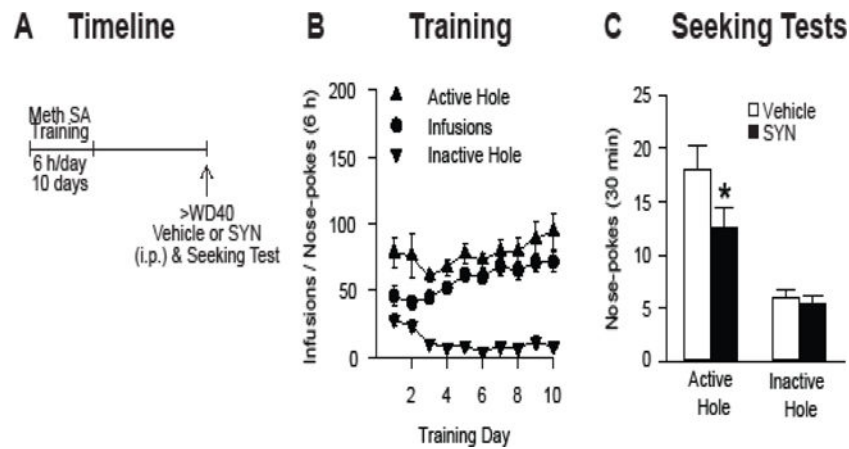 A Timeline
Meth SA
Training
6 h/day
10 days
>WD40
Vehicle or SYN
(i.p.) & Seeking Test
B Training
Infusions / Nose-pokes (6 h)
200
150
100
50
0
Active Hole
Infusions
Inactive Hole
2 4 6 8 10
Training Day
C Seeking Tests
Nose-pokes (30 min)
25
20
15
10
5
0
Vehicle
SYN
*
Active
Hole
Inactive
Hole